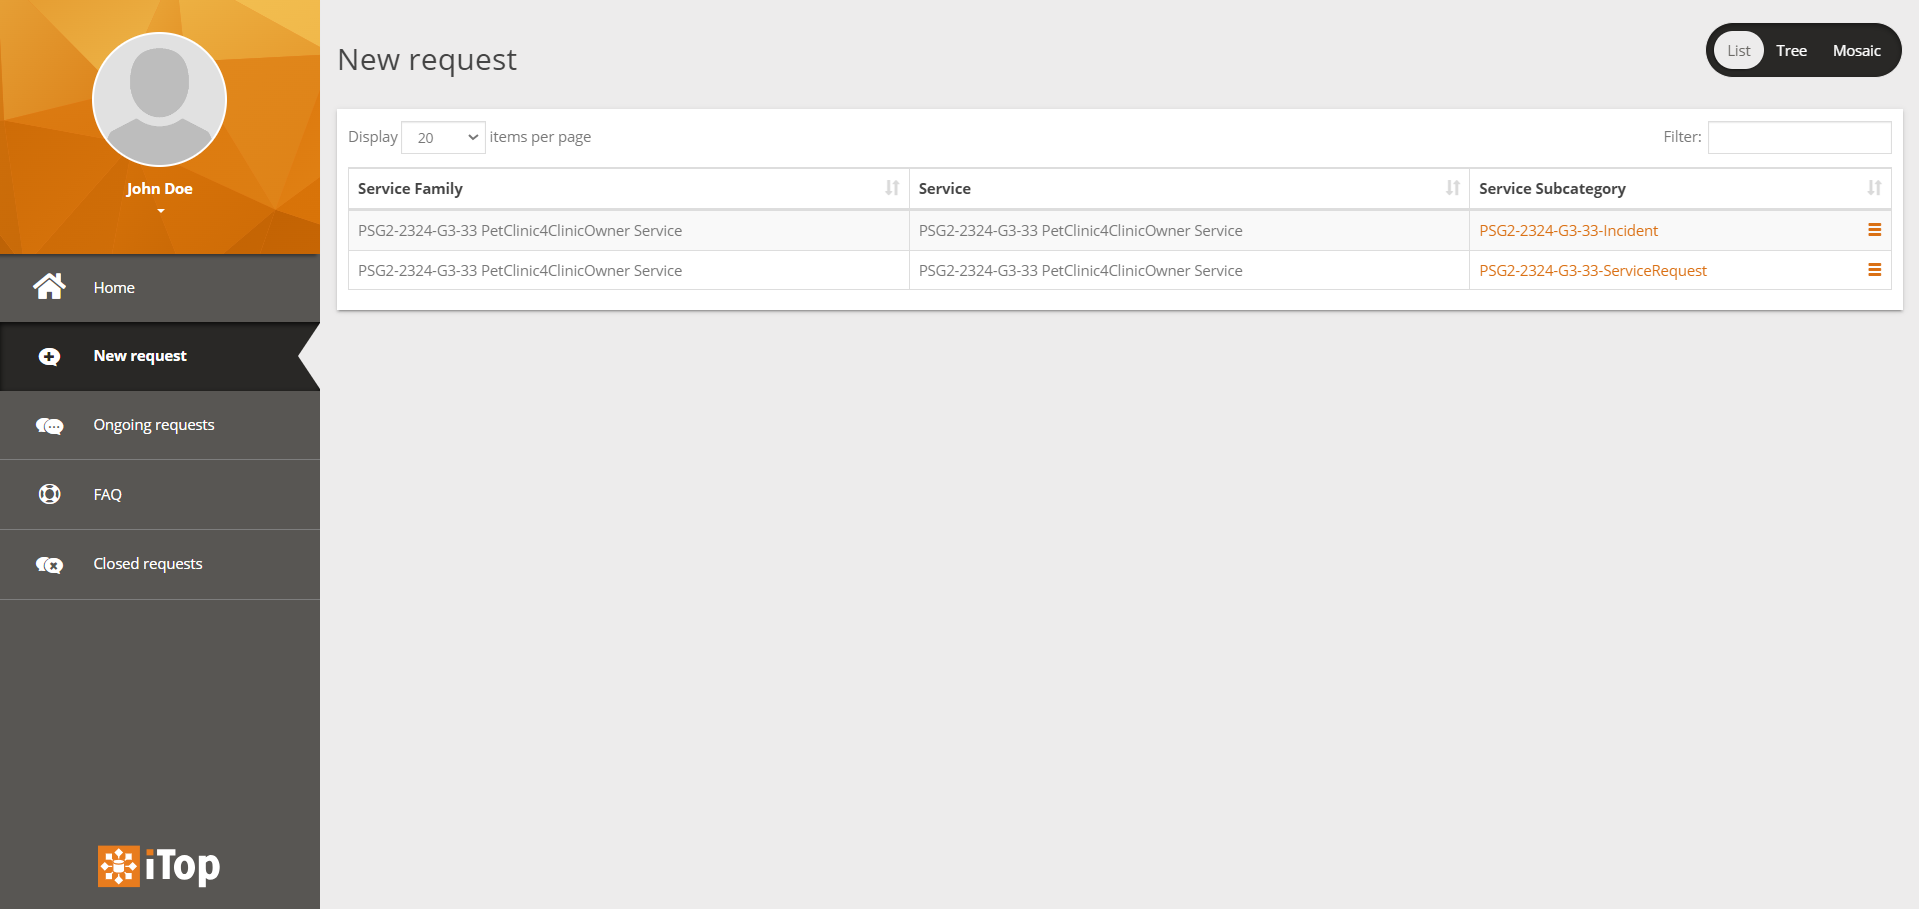 John Doe
Home
New request
Ongoing requests
FAQ
Closed requests
iTop
New request
List Tree Mosaic
Display 20 items per page
Filter:
Service Family Service Service Subcategory
PSG2-2324-G3-33 PetClinic4ClinicOwner Service PSG2-2324-G3-33 PetClinic4ClinicOwner Service PSG2-2324-G3-33-Incident
PSG2-2324-G3-33 PetClinic4ClinicOwner Service PSG2-2324-G3-33 PetClinic4ClinicOwner Service PSG2-2324-G3-33-ServiceRequest